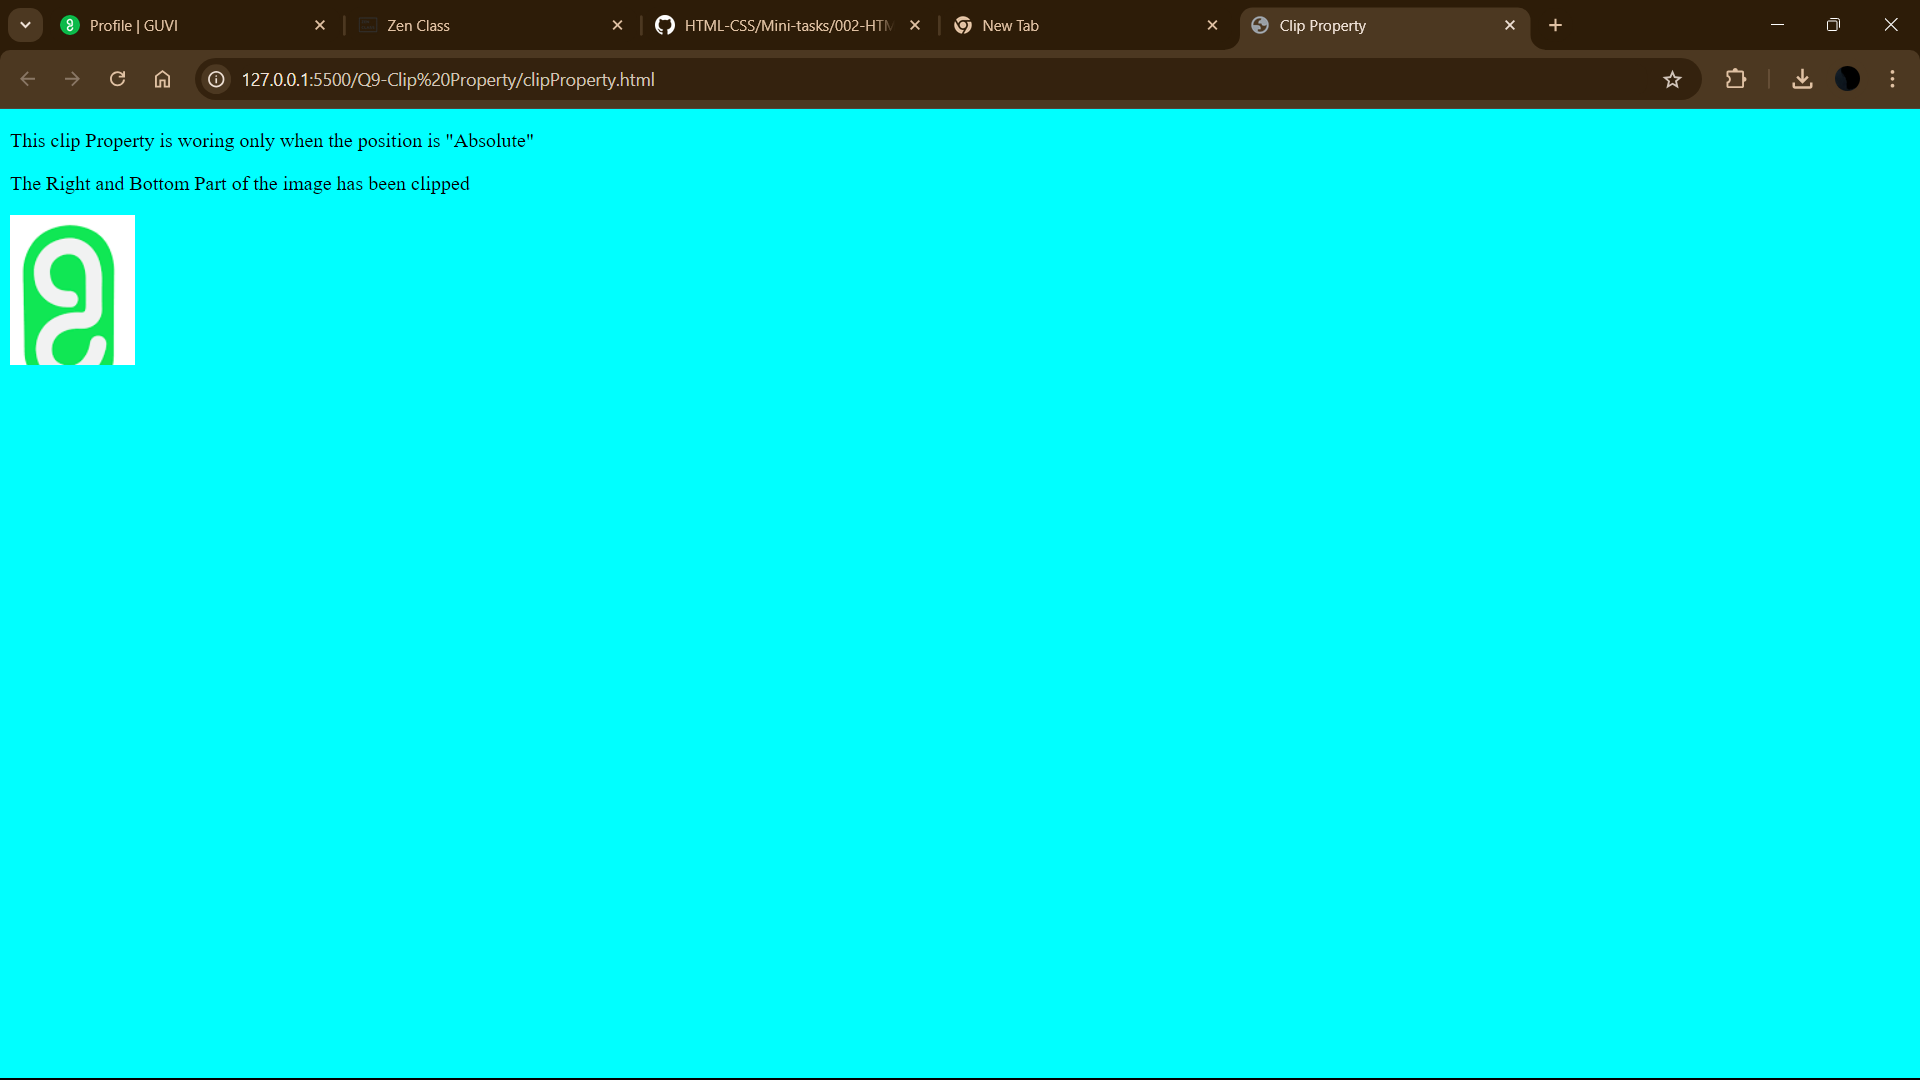 Profile | GUVI
Zen Class
HTML-CSS/Mini-tasks/002-HTM
New Tab
Clip Property
127.0.0.1:5500/Q9-Clip%20Property/clipProperty.html
This clip Property is woring only when the position is "Absolute"
The Right and Bottom Part of the image has been clipped